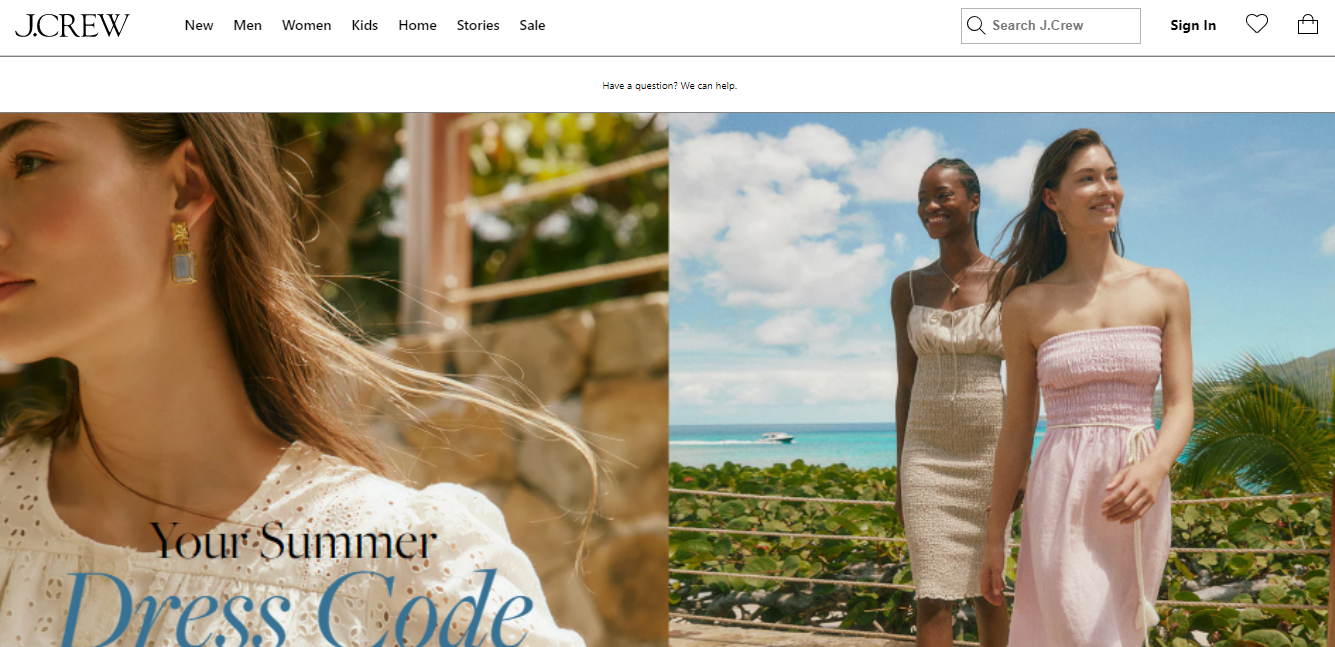 J.CREW New Men Women Kids Home Stories Sale Search J.Crew Sign In
Have a question? We can help.
Your Summer
Dress Code